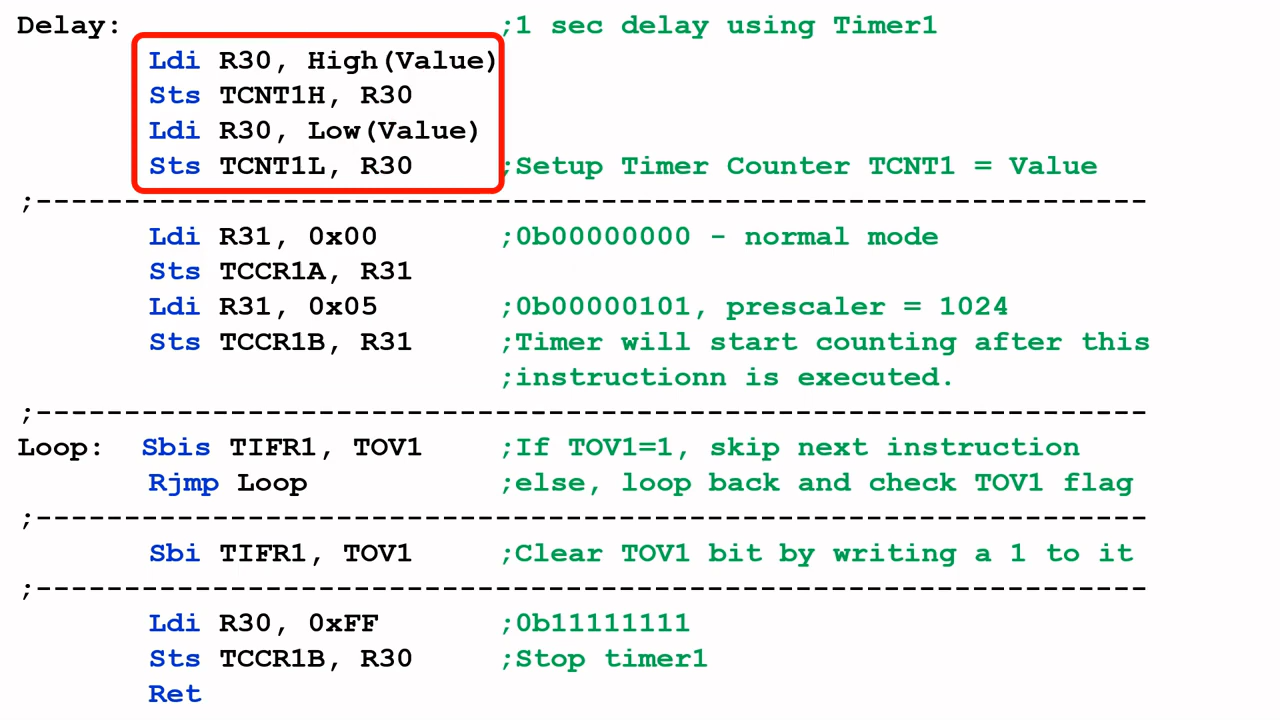 Delay: ;1 sec delay using Timer1
Ldi R30, High(Value)
Sts TCNT1H, R30
Ldi R30, Low(Value)
Sts TCNT1L, R30 ;Setup Timer Counter TCNT1 = Value
;---------------------------------------------------------------
Ldi R31, 0x00 ;0b00000000 - normal mode
Sts TCCR1A, R31
Ldi R31, 0x05 ;0b00000101, prescaler = 1024
Sts TCCR1B, R31 ;Timer will start counting after this
;instructionn is executed.
;---------------------------------------------------------------
Loop: Sbis TIFR1, TOV1 ;If TOV1=1, skip next instruction
Rjmp Loop ;else, loop back and check TOV1 flag
;---------------------------------------------------------------
Sbi TIFR1, TOV1 ;Clear TOV1 bit by writing a 1 to it
;---------------------------------------------------------------
Ldi R30, 0xFF ;0b11111111
Sts TCCR1B, R30 ;Stop timer1
Ret